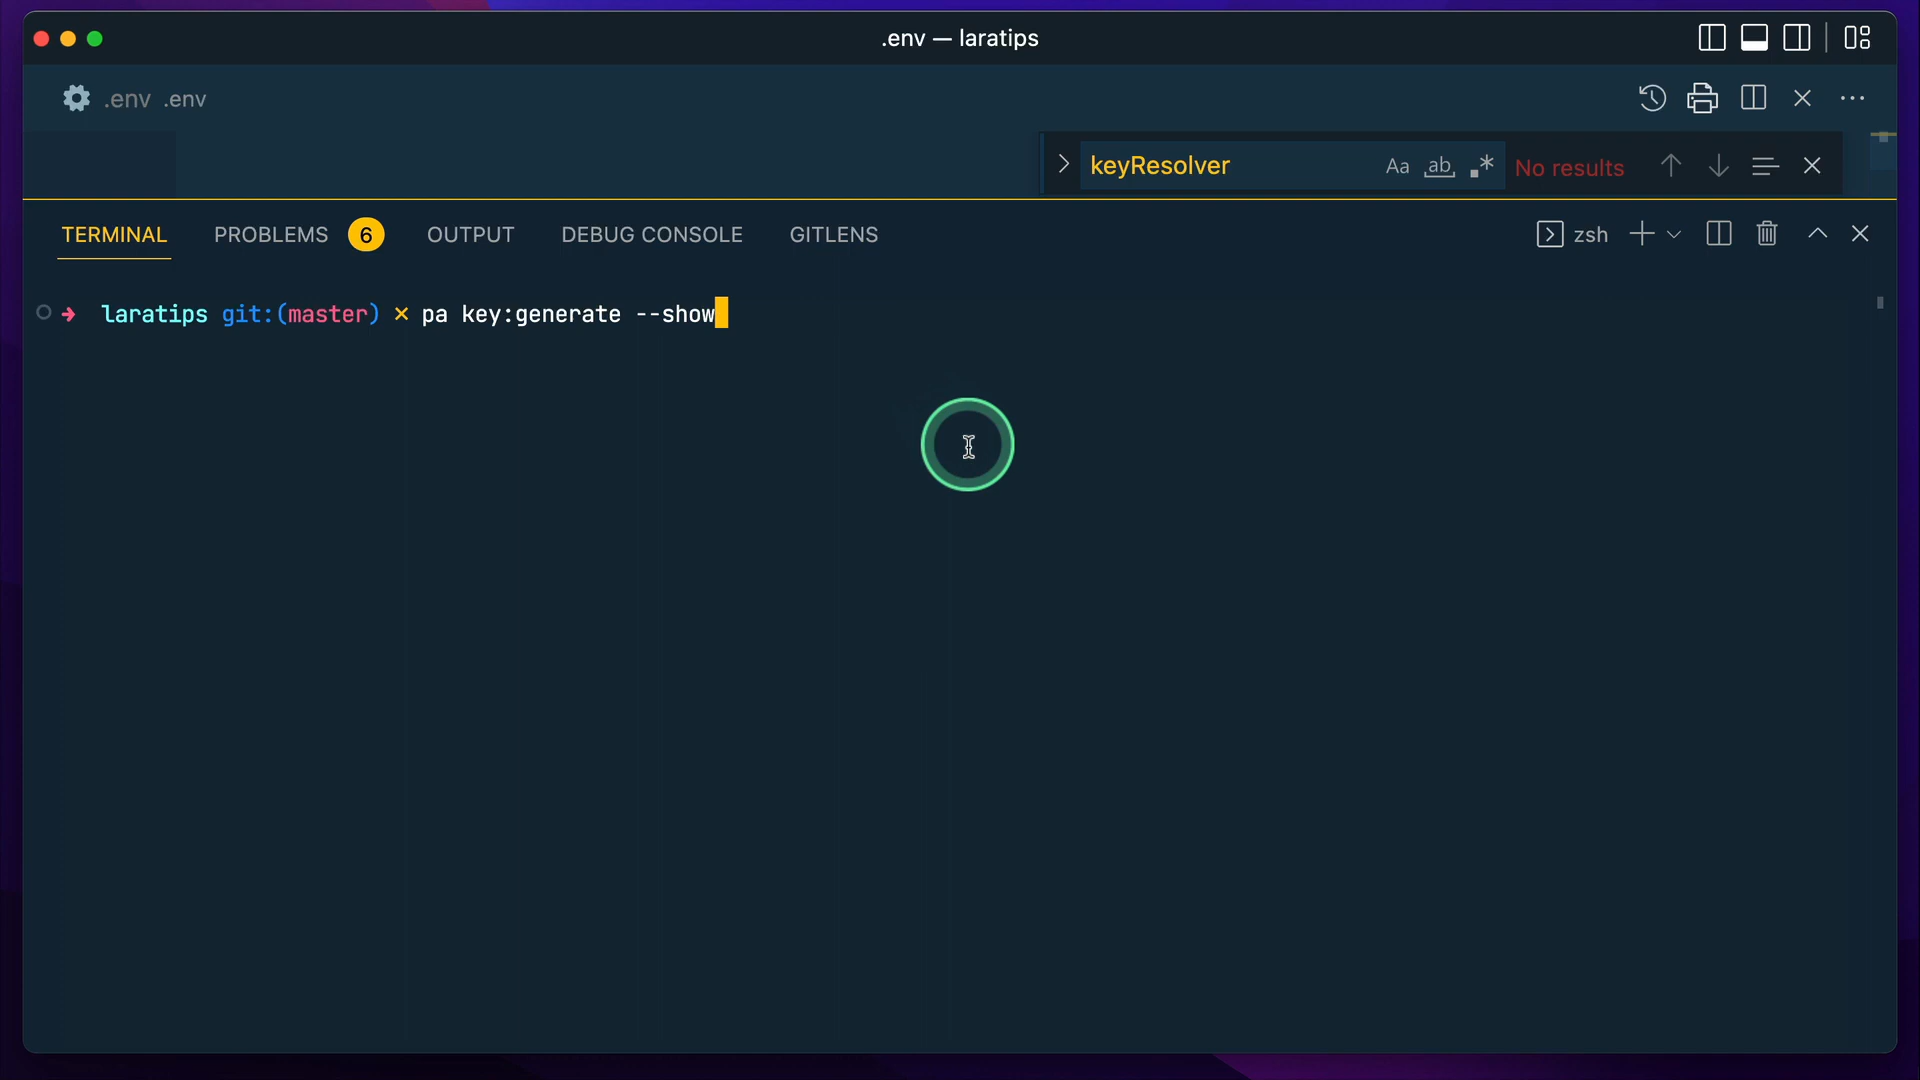 .env — laratips
.env .env
keyResolver Aa ab .* No results
TERMINAL PROBLEMS 6 OUTPUT DEBUG CONSOLE GITLENS zsh
➜ laratips git:(master) ✗ pa key:generate --show